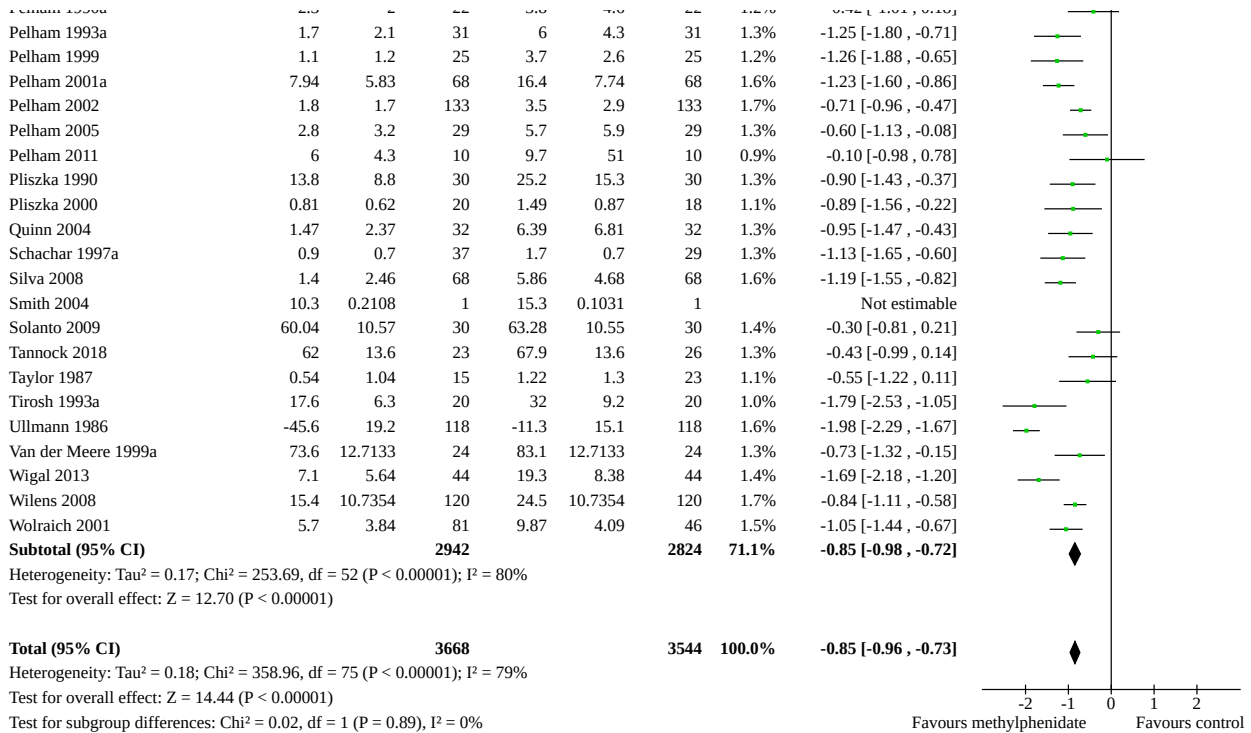 Pelham 1993a 1.7 2.1 31 6 4.3 31 1.3% -1.25 [-1.80 , -0.71]
Pelham 1999 1.1 1.2 25 3.7 2.6 25 1.2% -1.26 [-1.88 , -0.65]
Pelham 2001a 7.94 5.83 68 16.4 7.74 68 1.6% -1.23 [-1.60 , -0.86]
Pelham 2002 1.8 1.7 133 3.5 2.9 133 1.7% -0.71 [-0.96 , -0.47]
Pelham 2005 2.8 3.2 29 5.7 5.9 29 1.3% -0.60 [-1.13 , -0.08]
Pelham 2011 6 4.3 10 9.7 51 10 0.9% -0.10 [-0.98 , 0.78]
Pliszka 1990 13.8 8.8 30 25.2 15.3 30 1.3% -0.90 [-1.43 , -0.37]
Pliszka 2000 0.81 0.62 20 1.49 0.87 18 1.1% -0.89 [-1.56 , -0.22]
Quinn 2004 1.47 2.37 32 6.39 6.81 32 1.3% -0.95 [-1.47 , -0.43]
Schachar 1997a 0.9 0.7 37 1.7 0.7 29 1.3% -1.13 [-1.65 , -0.60]
Silva 2008 1.4 2.46 68 5.86 4.68 68 1.6% -1.19 [-1.55 , -0.82]
Smith 2004 10.3 0.2108 1 15.3 0.1031 1 Not estimable
Solanto 2009 60.04 10.57 30 63.28 10.55 30 1.4% -0.30 [-0.81 , 0.21]
Tannock 2018 62 13.6 23 67.9 13.6 26 1.3% -0.43 [-0.99 , 0.14]
Taylor 1987 0.54 1.04 15 1.22 1.3 23 1.1% -0.55 [-1.22 , 0.11]
Tirosh 1993a 17.6 6.3 20 32 9.2 20 1.0% -1.79 [-2.53 , -1.05]
Ullmann 1986 -45.6 19.2 118 -11.3 15.1 118 1.6% -1.98 [-2.29 , -1.67]
Van der Meere 1999a 73.6 12.7133 24 83.1 12.7133 24 1.3% -0.73 [-1.32 , -0.15]
Wigal 2013 7.1 5.64 44 19.3 8.38 44 1.4% -1.69 [-2.18 , -1.20]
Wilens 2008 15.4 10.7354 120 24.5 10.7354 120 1.7% -0.84 [-1.11 , -0.58]
Wolraich 2001 5.7 3.84 81 9.87 4.09 46 1.5% -1.05 [-1.44 , -0.67]
Subtotal (95% CI) 2942 2824 71.1% -0.85 [-0.98 , -0.72]
Heterogeneity: Tau² = 0.17; Chi² = 253.69, df = 52 (P < 0.00001); I² = 80%
Test for overall effect: Z = 12.70 (P < 0.00001)
Total (95% CI) 3668 3544 100.0% -0.85 [-0.96 , -0.73]
Heterogeneity: Tau² = 0.18; Chi² = 358.96, df = 75 (P < 0.00001); I² = 79%
Test for overall effect: Z = 14.44 (P < 0.00001)
-2 -1 0 1 2
Test for subgroup differences: Chi² = 0.02, df = 1 (P = 0.89), I² = 0%
Favours methylphenidate Favours control